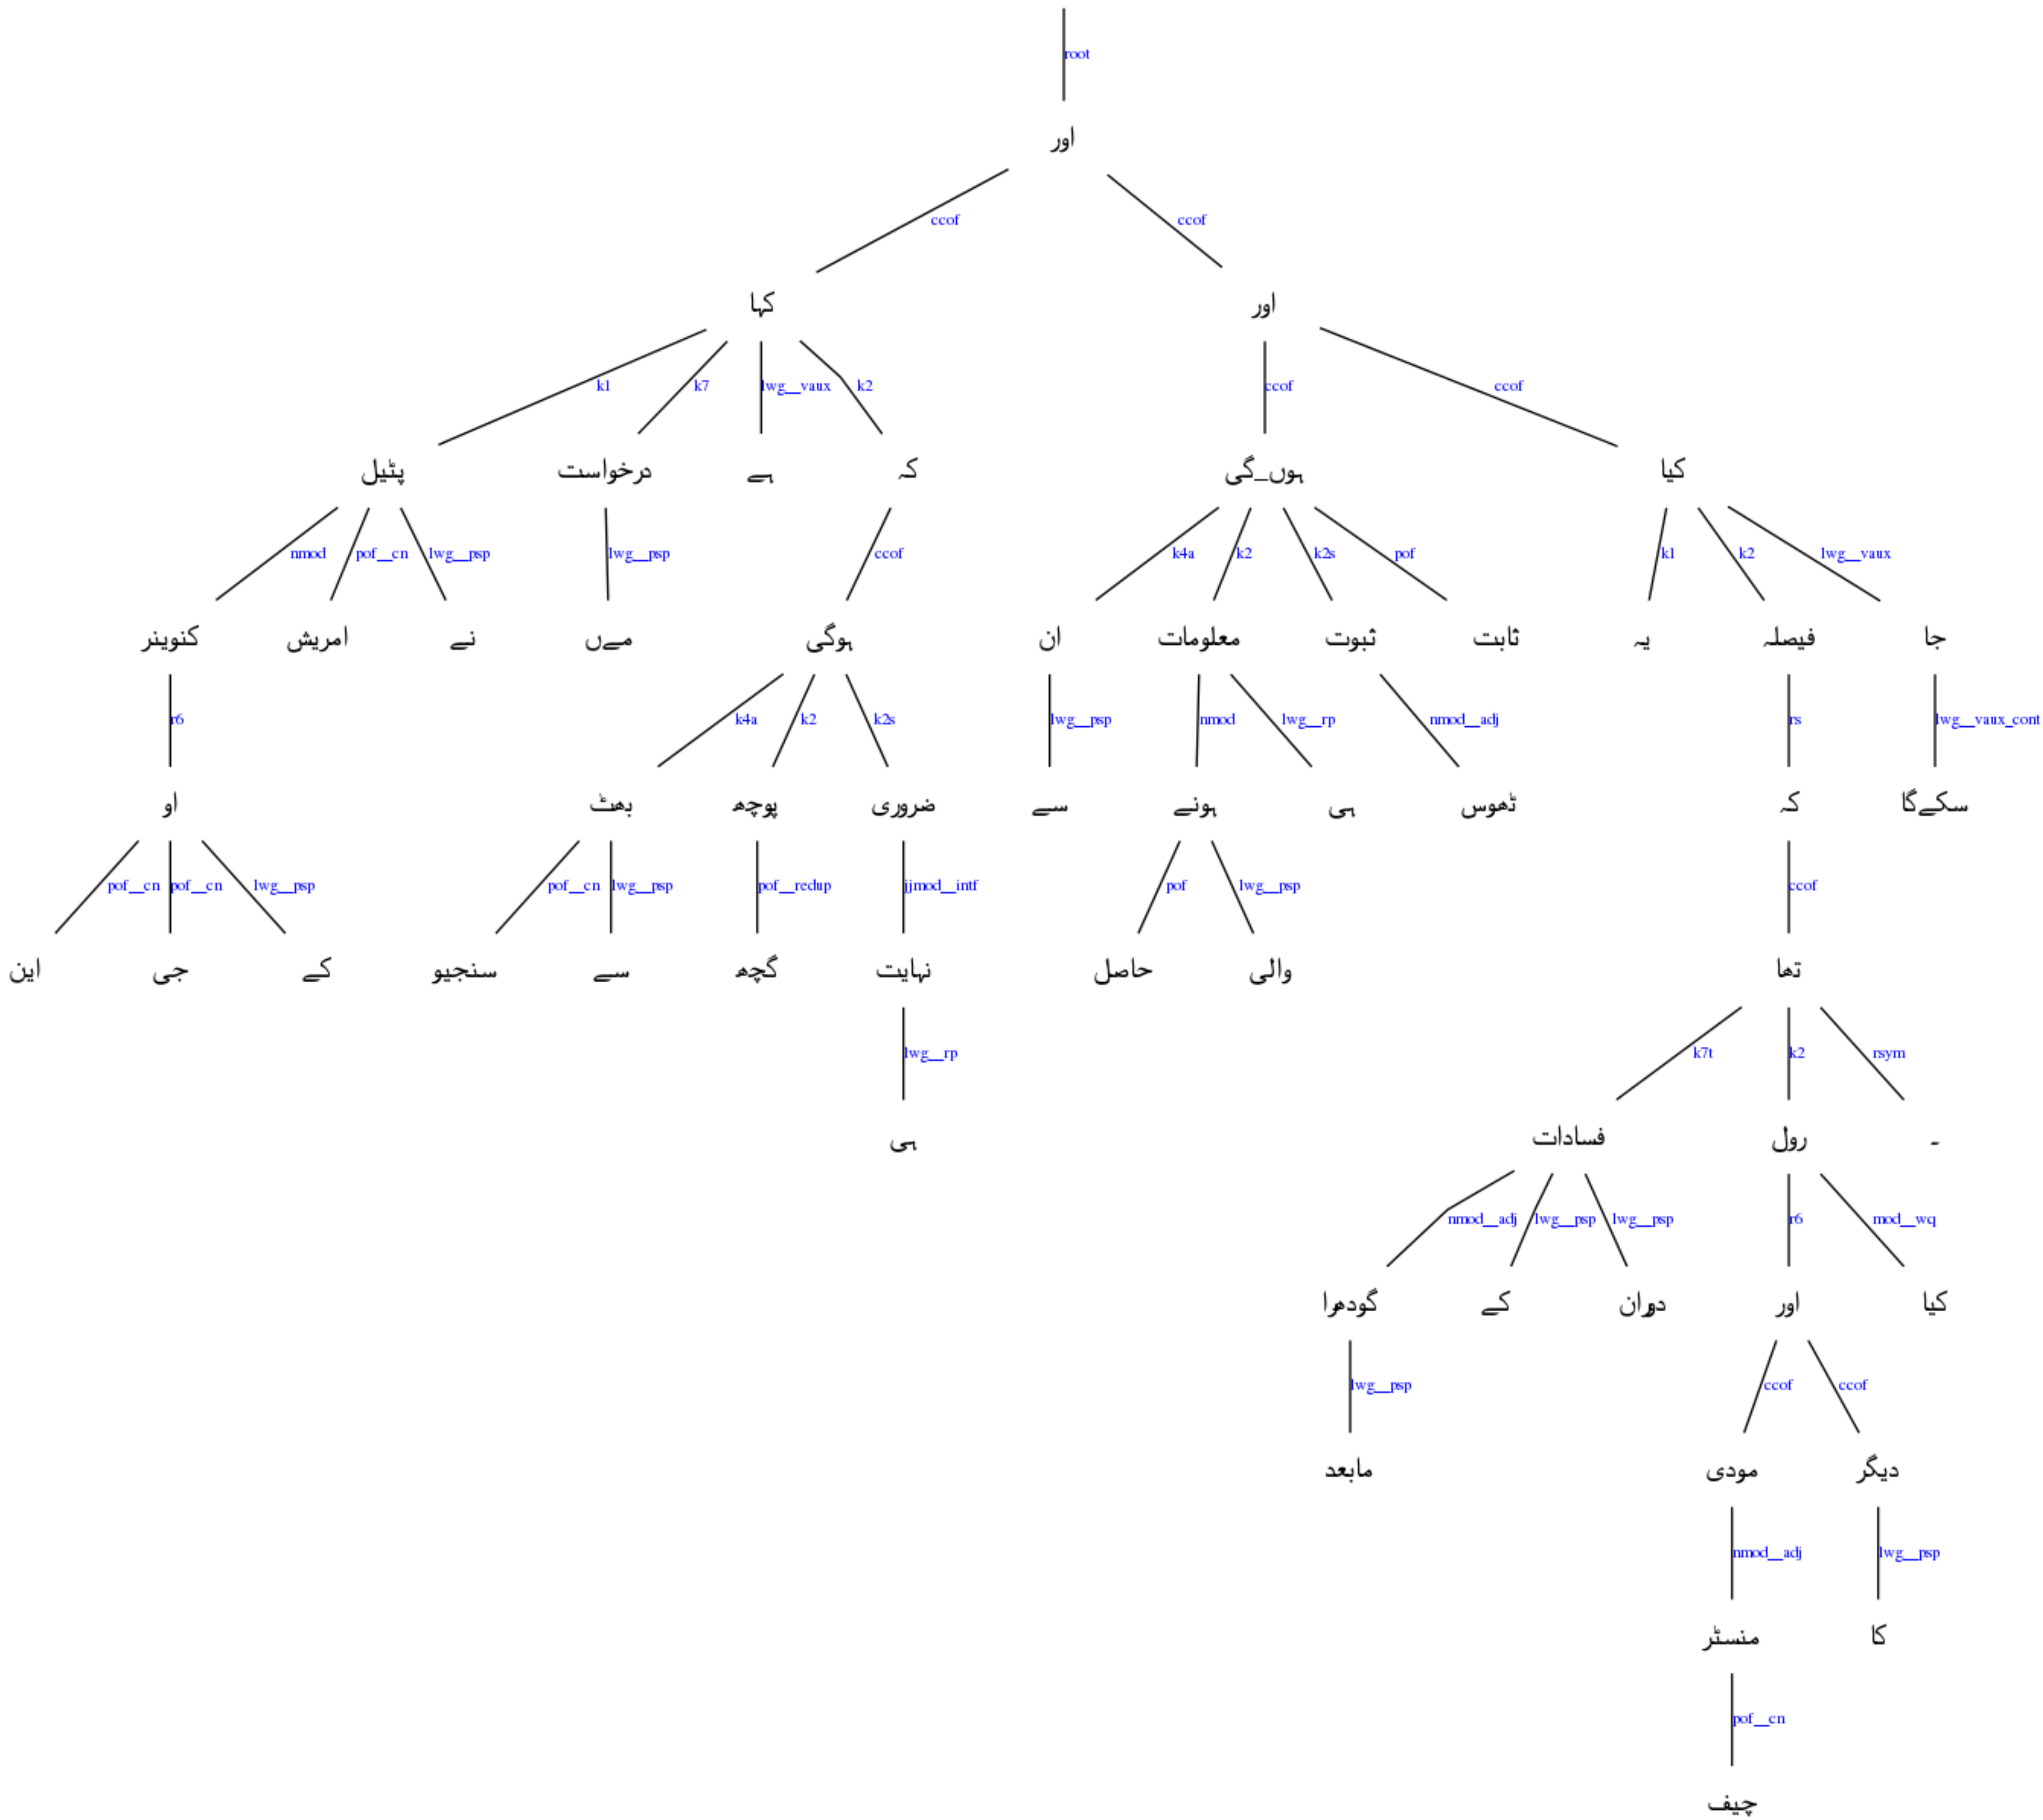 root
اور
ccof ccof
کہا اور
k1 k7 lwg__vaux k2 ccof ccof
پٹیل درخواست ہے کہ ہوں_گی کیا
nmod pof__cn lwg__psp lwg__psp ccof k4a k2 k2s pof k1 k2 lwg__vaux
کنوینر امریش نے مےں ہوگی ان معلومات ثبوت ثابت یہ فیصلہ جا
r6 k4a k2 k2s lwg__psp nmod lwg__rp nmod__adj rs lwg__vaux_cont
او بھٹ پوچھ ضروری سے ہونے ہی ٹھوس کہ سکےگا
pof__cn pof__cn lwg__psp pof__cn lwg__psp pof__redup jjmod__intf pof lwg__psp ccof
این جی کے سنجیو سے گچھ نہایت حاصل والی تھا
lwg__rp k7t k2 rsym
ہی فسادات رول ۔
nmod__adj lwg__psp lwg__psp r6 mod__wq
گودھرا کے دوران اور کیا
lwg__psp ccof ccof
مابعد مودی دیگر
nmod__adj lwg__psp
منسٹر کا
pof__cn
چیف